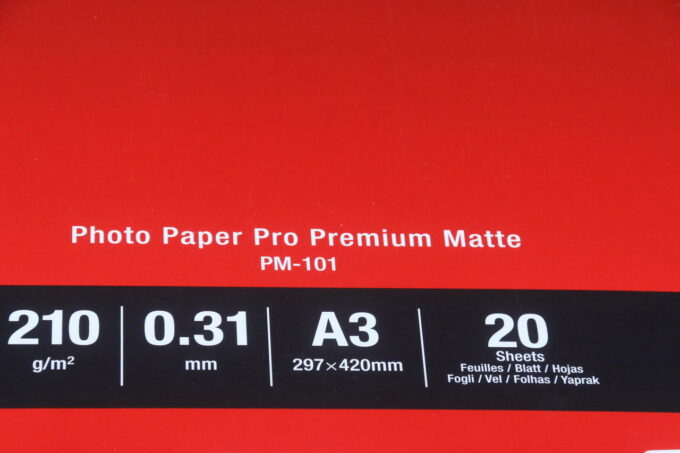 Photo Paper Pro Premium Matte
PM-101
210 0.31 A3 20
g/m² mm 297×420mm Sheets
Feuilles / Blatt / Hojas
Fogli / Vel / Folhas / Yaprak